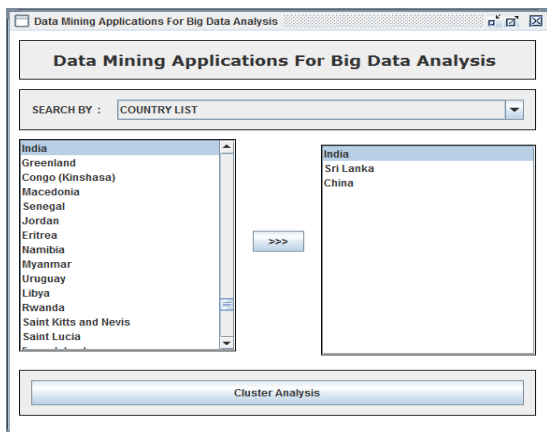 Data Mining Applications For Big Data Analysis
Data Mining Applications For Big Data Analysis
SEARCH BY :
COUNTRY LIST
India
Greenland
Congo (Kinshasa)
Macedonia
Senegal
Jordan
Eritrea
Namibia
Myanmar
Uruguay
Libya
Rwanda
Saint Kitts and Nevis
Saint Lucia
>>>
India
Sri Lanka
China
Cluster Analysis